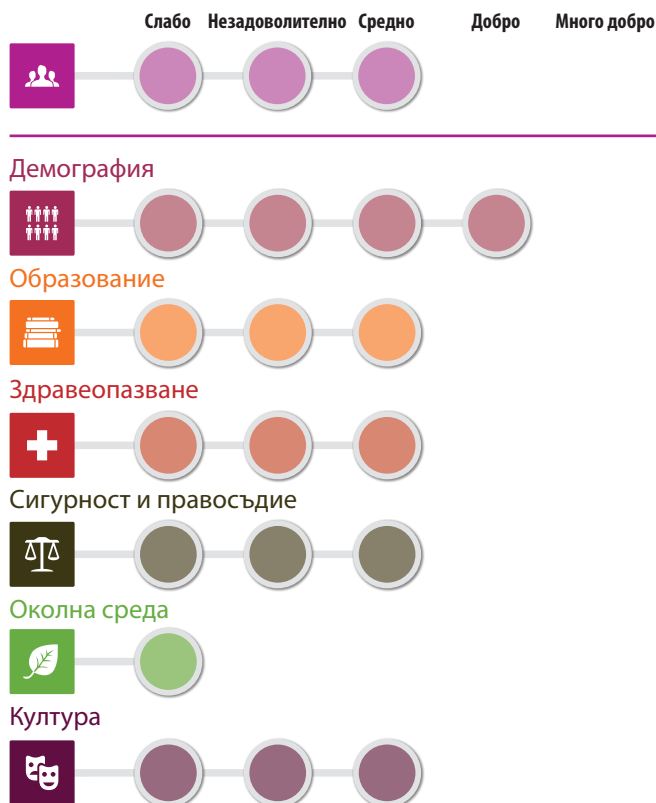 Слабо Незадоволително Средно Добро Много добро
Демография
Образование
Здравеопазване
Сигурност и правосъдие
Околна среда
Култура